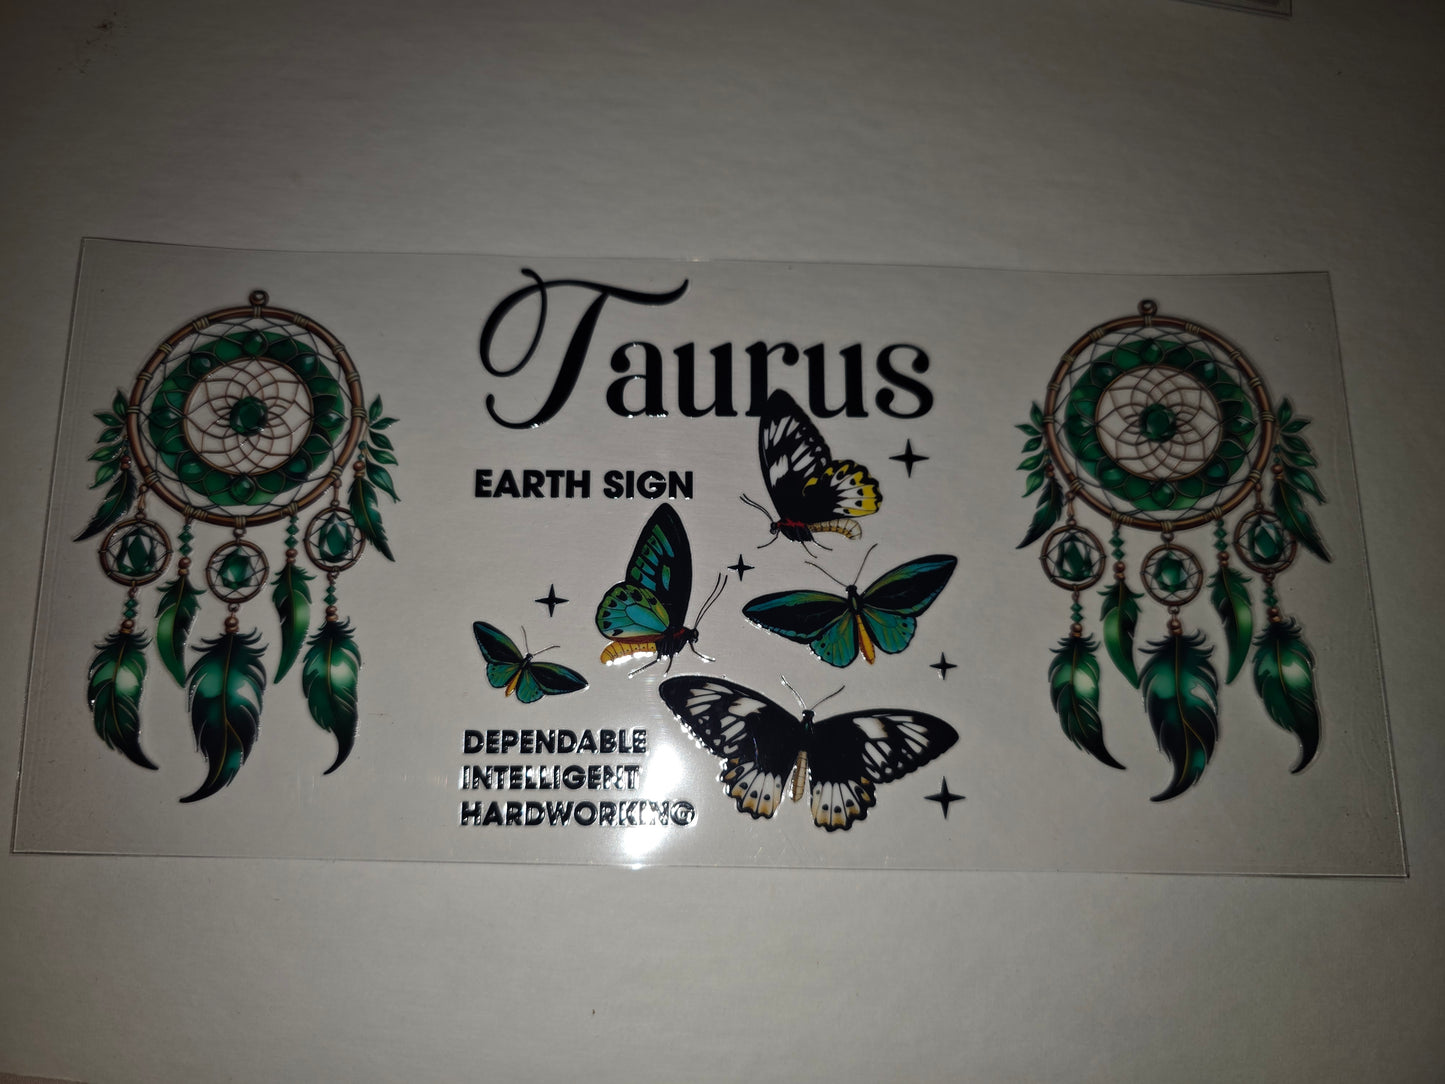 Taurus
EARTH SIGN
DEPENDABLE
INTELLIGENT
HARDWORKING